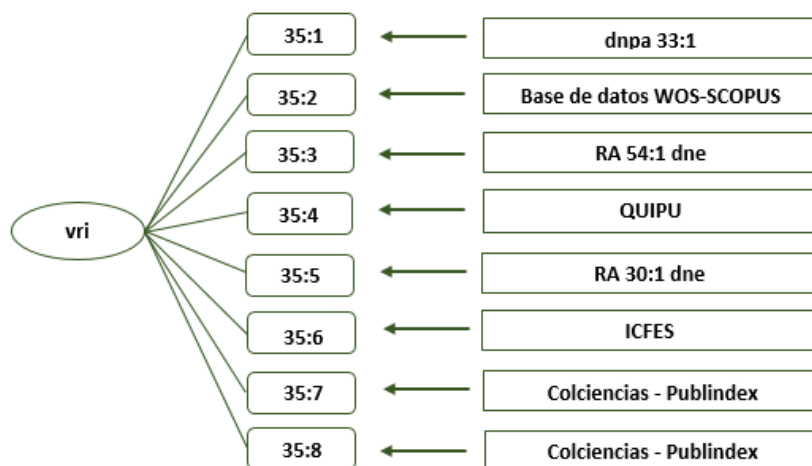 35:1
dnpa 33:1
35:2
Base de datos WOS-SCOPUS
35:3
RA 54:1 dne
vri
35:4
QUIPU
35:5
RA 30:1 dne
35:6
ICFES
35:7
Colciencias - Publindex
35:8
Colciencias - Publindex